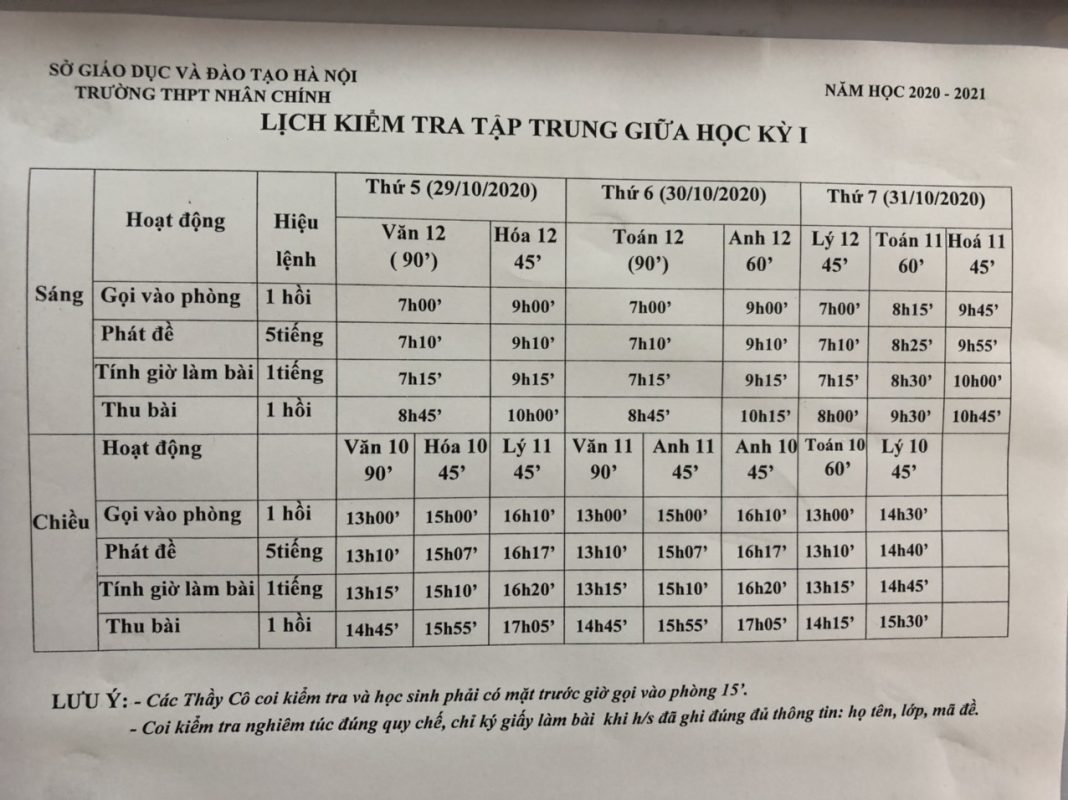 SỞ GIÁO DỤC VÀ ĐÀO TẠO HÀ NỘI
TRƯỜNG THPT NHÂN CHÍNH
NĂM HỌC 2020 - 2021
LỊCH KIỂM TRA TẬP TRUNG GIỮA HỌC KỲ I
Hoạt động Hiệu lệnh Thứ 5 (29/10/2020) Thứ 6 (30/10/2020) Thứ 7 (31/10/2020)
Văn 12 Hóa 12 Toán 12 Anh 12 Lý 12 Toán 11 Hoá 11
( 90’) 45’ (90’) 60’ 45’ 60’ 45’
Sáng
Gọi vào phòng 1 hồi 7h00’ 9h00’ 7h00’ 9h00’ 7h00’ 8h15’ 9h45’
Phát đề 5tiếng 7h10’ 9h10’ 7h10’ 9h10’ 7h10’ 8h25’ 9h55’
Tính giờ làm bài 1tiếng 7h15’ 9h15’ 7h15’ 9h15’ 7h15’ 8h30’ 10h00’
Thu bài 1 hồi 8h45’ 10h00’ 8h45’ 10h15’ 8h00’ 9h30’ 10h45’
Hoạt động Văn 10 Hóa 10 Lý 11 Văn 11 Anh 11 Anh 10 Toán 10 Lý 10
90’ 45’ 45’ 90’ 45’ 45’ 60’ 45’
Chiều
Gọi vào phòng 1 hồi 13h00’ 15h00’ 16h10’ 13h00’ 15h00’ 16h10’ 13h00’ 14h30’
Phát đề 5tiếng 13h10’ 15h07’ 16h17’ 13h10’ 15h07’ 16h17’ 13h10’ 14h40’
Tính giờ làm bài 1tiếng 13h15’ 15h10’ 16h20’ 13h15’ 15h10’ 16h20’ 13h15’ 14h45’
Thu bài 1 hồi 14h45’ 15h55’ 17h05’ 14h45’ 15h55’ 17h05’ 14h15’ 15h30’
LƯU Ý: - Các Thầy Cô coi kiểm tra và học sinh phải có mặt trước giờ gọi vào phòng 15’.
- Coi kiểm tra nghiêm túc đúng quy chế, chỉ ký giấy làm bài khi h/s đã ghi đúng đủ thông tin: họ tên, lớp, mã đề.